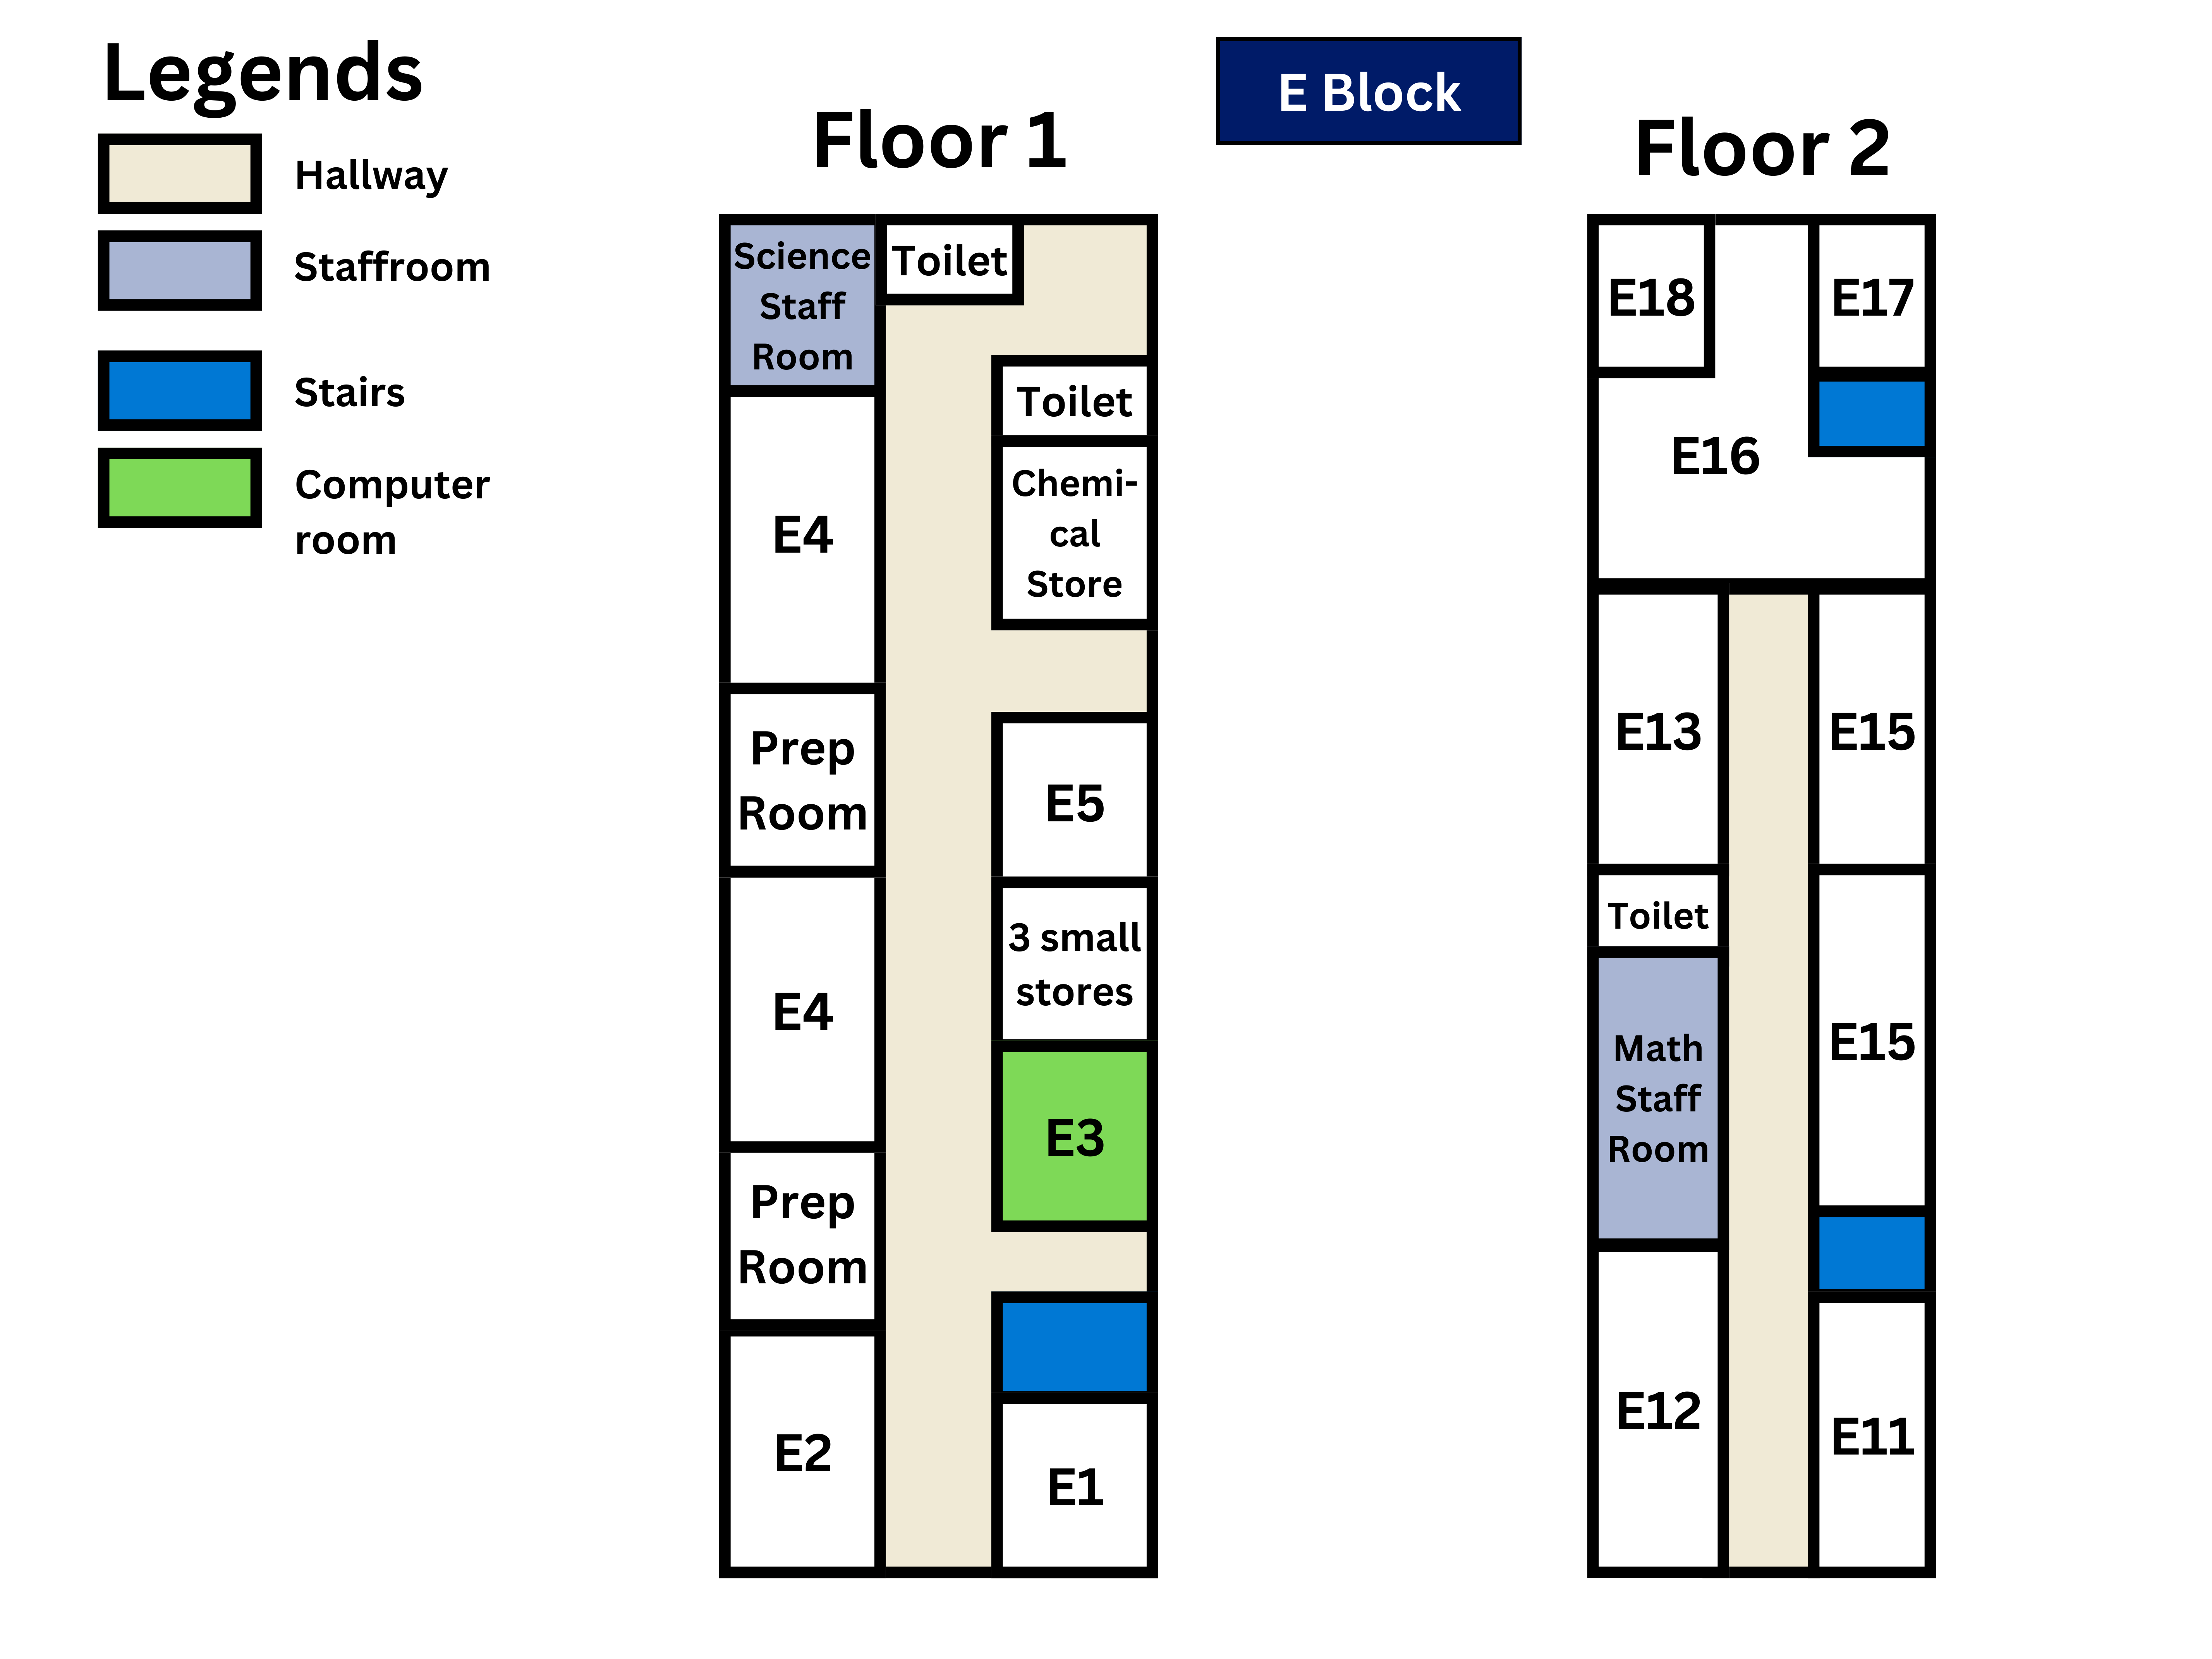 Legends
Hallway
Staffroom
Stairs
Computer
room
E Block
Floor 1
Science
Staff
Room
Toilet
Toilet
Chemi-
cal
Store
E4
Prep
Room
E5
3 small
stores
E4
E3
Prep
Room
E2
E1
Floor 2
E18
E17
E16
E13
E15
Toilet
Math
Staff
Room
E15
E12
E11